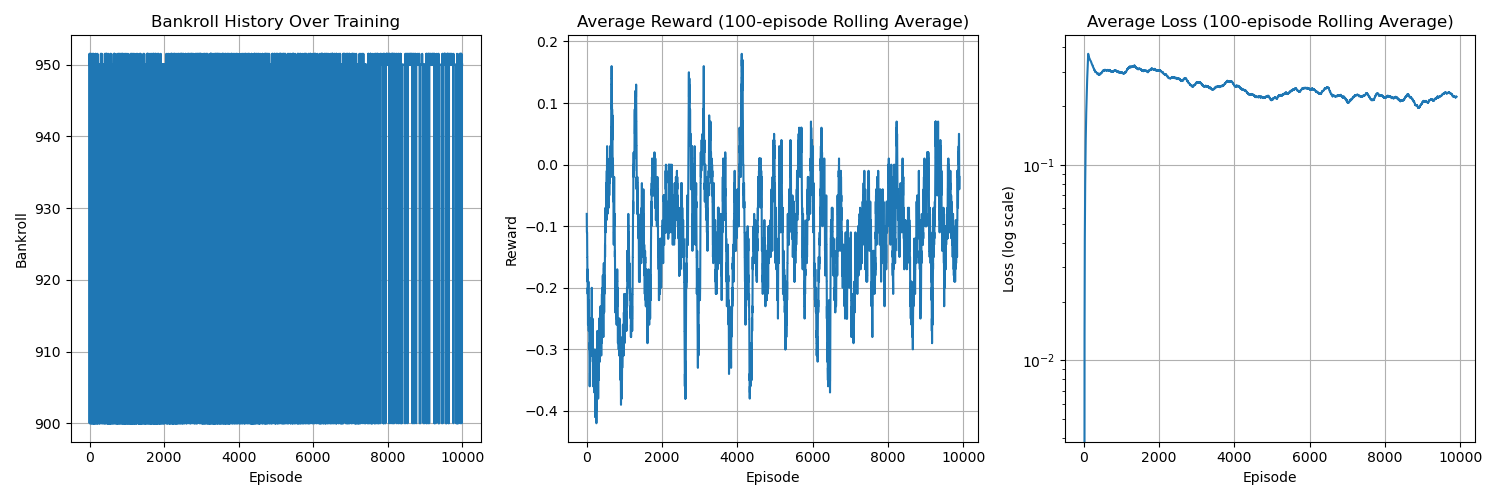 Bankroll History Over Training
Bankroll
950
940
930
920
910
900
0 2000 4000 6000 8000 10000
Episode
Average Reward (100-episode Rolling Average)
Reward
0.2
0.1
0.0
−0.1
−0.2
−0.3
−0.4
0 2000 4000 6000 8000 10000
Episode
Average Loss (100-episode Rolling Average)
Loss (log scale)
10⁻¹
10⁻²
0 2000 4000 6000 8000 10000
Episode